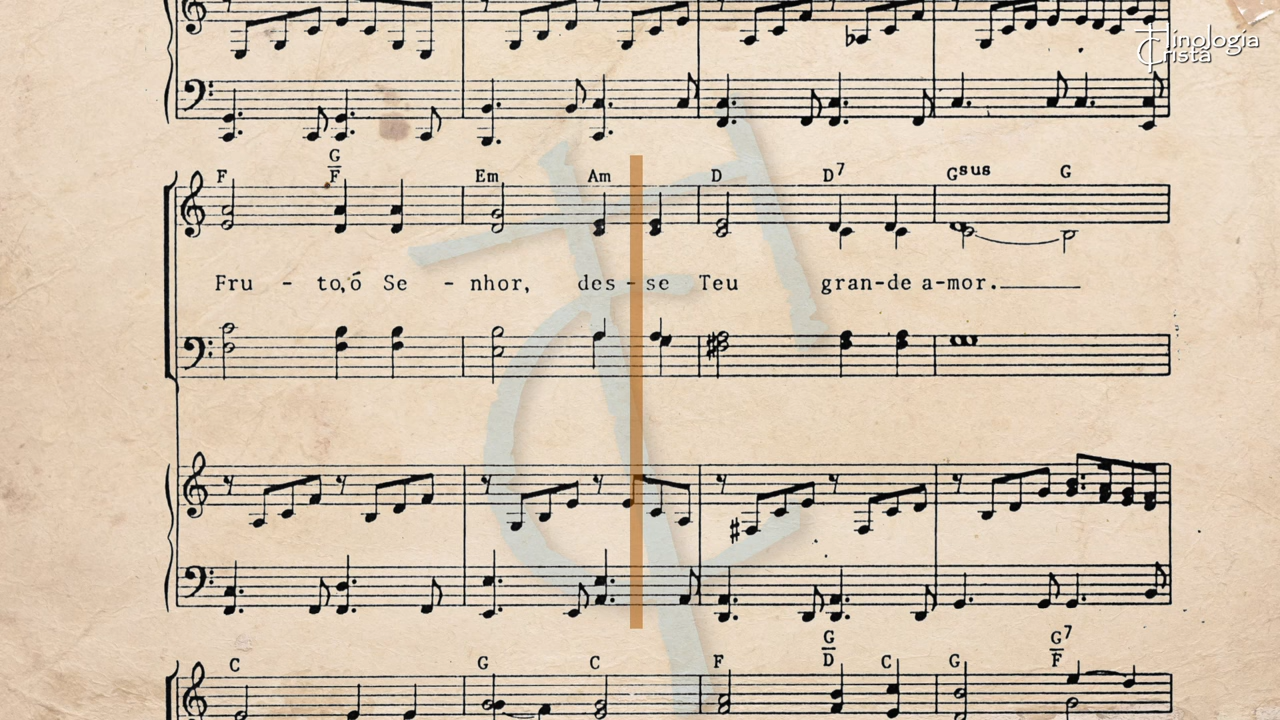 Hinologia
Cristã
G
F F Em Am D D7 Gsus G
Fru - to,ó Se - nhor, des - se Teu gran-de a-mor.
G G7
C G C F D C G F